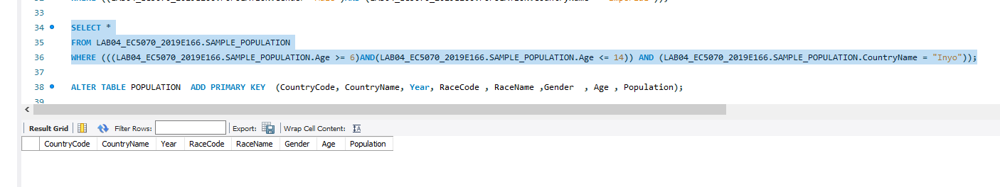 33
34 SELECT *
35 FROM LAB04_EC5070_2019E166.SAMPLE_POPULATION
36 WHERE (((LAB04_EC5070_2019E166.SAMPLE_POPULATION.Age >= 6)AND(LAB04_EC5070_2019E166.SAMPLE_POPULATION.Age <= 14)) AND (LAB04_EC5070_2019E166.SAMPLE_POPULATION.CountryName = "Inyo"));
37
38 ALTER TABLE POPULATION  ADD PRIMARY KEY  (CountryCode, CountryName, Year, RaceCode , RaceName ,Gender  , Age , Population);
39
Result Grid Filter Rows: Export: Wrap Cell Content:
CountryCode CountryName Year RaceCode RaceName Gender Age Population